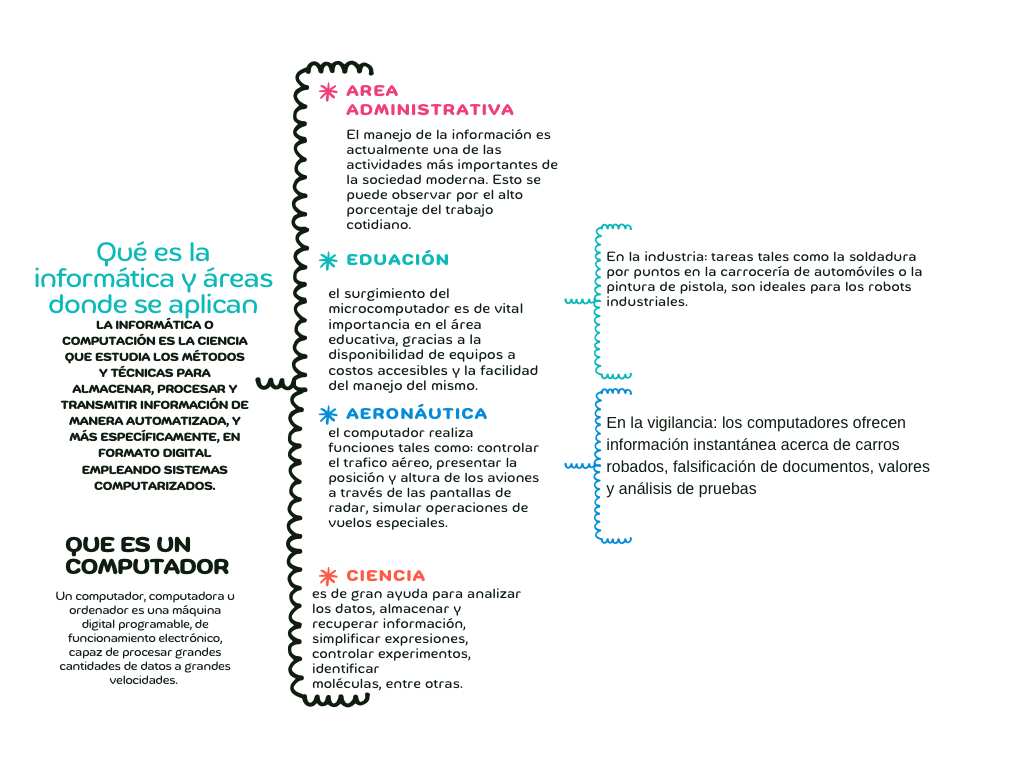 Qué es la
informática y áreas
donde se aplican
LA INFORMÁTICA O
COMPUTACIÓN ES LA CIENCIA
QUE ESTUDIA LOS MÉTODOS
Y TÉCNICAS PARA
ALMACENAR, PROCESAR Y
TRANSMITIR INFORMACIÓN DE
MANERA AUTOMATIZADA, Y
MÁS ESPECÍFICAMENTE, EN
FORMATO DIGITAL
EMPLEANDO SISTEMAS
COMPUTARIZADOS.
QUE ES UN
COMPUTADOR
Un computador, computadora u
ordenador es una máquina
digital programable, de
funcionamiento electrónico,
capaz de procesar grandes
cantidades de datos a grandes
velocidades.
AREA
ADMINISTRATIVA
El manejo de la información es
actualmente una de las
actividades más importantes de
la sociedad moderna. Esto se
puede observar por el alto
porcentaje del trabajo
cotidiano.
EDUACIÓN
el surgimiento del
microcomputador es de vital
importancia en el área
educativa, gracias a la
disponibilidad de equipos a
costos accesibles y la facilidad
del manejo del mismo.
AERONÁUTICA
el computador realiza
funciones tales como: controlar
el trafico aéreo, presentar la
posición y altura de los aviones
a través de las pantallas de
radar, simular operaciones de
vuelos especiales.
CIENCIA
es de gran ayuda para analizar
los datos, almacenar y
recuperar información,
simplificar expresiones,
controlar experimentos,
identificar
moléculas, entre otras.
En la industria: tareas tales como la soldadura
por puntos en la carrocería de automóviles o la
pintura de pistola, son ideales para los robots
industriales.
En la vigilancia: los computadores ofrecen
información instantánea acerca de carros
robados, falsificación de documentos, valores
y análisis de pruebas